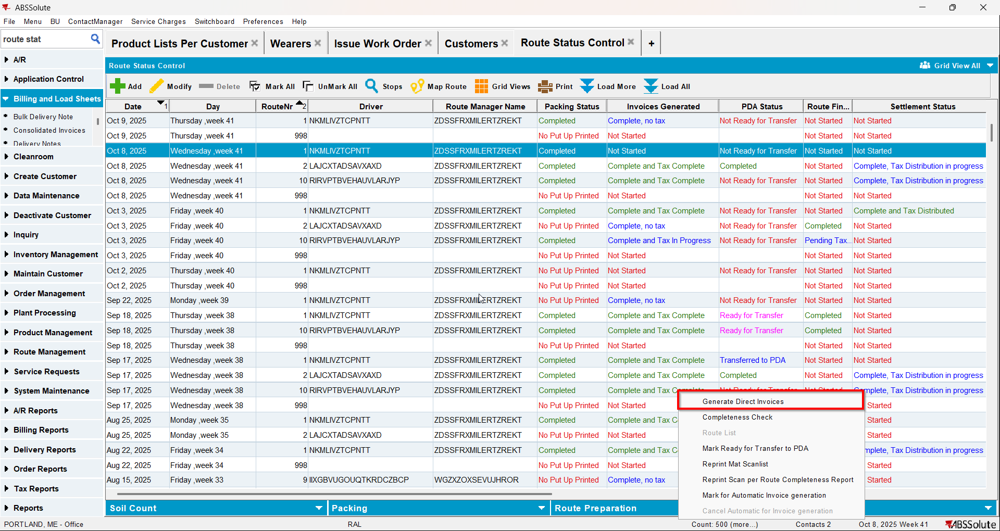 ABSSolute
File Menu BU ContactManager Service Charges Switchboard Preferences Help
route stat
Product Lists Per Customer Wearers Issue Work Order Customers Route Status Control +
Route Status Control Grid View All
Add Modify Delete Mark All UnMark All Stops Map Route Grid Views Print Load More Load All
A/R
Application Control
Billing and Load Sheets
Bulk Delivery Note
Consolidated Invoices
Delivery Notes
Cleanroom
Create Customer
Data Maintenance
Deactivate Customer
Inquiry
Inventory Management
Maintain Customer
Order Management
Plant Processing
Product Management
Route Management
Service Requests
System Maintenance
A/R Reports
Billing Reports
Delivery Reports
Order Reports
Tax Reports
Reports
Date 1 Day RouteNr 2 Driver Route Manager Name Packing Status Invoices Generated PDA Status Route Fin... Settlement Status
Oct 9, 2025 Thursday ,week 41 1 NKMLIVZTCPNTT ZDSSFRXMILERTZREKT Completed Complete, no tax Not Ready for Transfer Not Started Not Started
Oct 9, 2025 Thursday ,week 41 998 No Put Up Printed Not Started Not Started Not Started
Oct 8, 2025 Wednesday ,week 41 1 NKMLIVZTCPNTT ZDSSFRXMILERTZREKT Completed Not Started Not Ready for Transfer Not Started Not Started
Oct 8, 2025 Wednesday ,week 41 2 LAJCXTADSAVXAXD ZDSSFRXMILERTZREKT Completed Complete and Tax Complete Completed Not Started Complete, Tax Distribution in progress
Oct 8, 2025 Wednesday ,week 41 10 RIRVPTBVEHAUVLARJYP ZDSSFRXMILERTZREKT Completed Complete and Tax Complete Not Ready for Transfer Not Started Complete, Tax Distribution in progress
Oct 8, 2025 Wednesday ,week 41 998 No Put Up Printed Not Started Not Started Not Started
Oct 3, 2025 Friday ,week 40 1 NKMLIVZTCPNTT ZDSSFRXMILERTZREKT Completed Complete and Tax Complete Not Ready for Transfer Not Started Complete and Tax Distributed
Oct 3, 2025 Friday ,week 40 2 LAJCXTADSAVXAXD ZDSSFRXMILERTZREKT No Put Up Printed Complete, no tax Not Ready for Transfer Completed Not Started
Oct 3, 2025 Friday ,week 40 10 RIRVPTBVEHAUVLARJYP ZDSSFRXMILERTZREKT Completed Complete and Tax In Progress Not Ready for Transfer Pending Tax... Not Started
Oct 3, 2025 Friday ,week 40 998 No Put Up Printed Not Started Not Started Not Started
Oct 2, 2025 Thursday ,week 40 1 NKMLIVZTCPNTT ZDSSFRXMILERTZREKT No Put Up Printed Not Started Not Ready for Transfer Not Started Not Started
Oct 2, 2025 Thursday ,week 40 998 No Put Up Printed Not Started Not Started Not Started
Sep 22, 2025 Monday ,week 39 1 NKMLIVZTCPNTT ZDSSFRXMILERTZREKT No Put Up Printed Complete, no tax Not Ready for Transfer Not Started Not Started
Sep 18, 2025 Thursday ,week 38 1 NKMLIVZTCPNTT ZDSSFRXMILERTZREKT Completed Complete and Tax Complete Ready for Transfer Completed Not Started
Sep 18, 2025 Thursday ,week 38 10 RIRVPTBVEHAUVLARJYP ZDSSFRXMILERTZREKT Completed Complete and Tax Complete Ready for Transfer Completed Not Started
Sep 18, 2025 Thursday ,week 38 998 No Put Up Printed Not Started Not Started Not Started
Sep 17, 2025 Wednesday ,week 38 1 NKMLIVZTCPNTT ZDSSFRXMILERTZREKT Completed Complete and Tax Complete Transferred to PDA Not Started Not Started
Sep 17, 2025 Wednesday ,week 38 2 LAJCXTADSAVXAXD ZDSSFRXMILERTZREKT Completed Complete and Tax Complete Completed Not Started Complete, Tax Distribution in progress
Sep 17, 2025 Wednesday ,week 38 10 RIRVPTBVEHAUVLARJYP ZDSSFRXMILERTZREKT Completed Complete and Tax Complete Not Ready for Transfer Not Started Complete, Tax Distribution in progress
Sep 17, 2025 Wednesday ,week 38 998 No Put Up Printed Not Started Started
Aug 25, 2025 Monday ,week 35 1 NKMLIVZTCPNTT ZDSSFRXMILERTZREKT Completed Complete and Tax C Started
Aug 25, 2025 Monday ,week 35 2 LAJCXTADSAVXAXD ZDSSFRXMILERTZREKT No Put Up Printed Not Started Started
Aug 22, 2025 Friday ,week 34 1 NKMLIVZTCPNTT ZDSSFRXMILERTZREKT Completed Complete and Tax C mplete, Tax Distribution in progress
Aug 22, 2025 Friday ,week 34 998 No Put Up Printed Not Started Started
Aug 15, 2025 Friday ,week 33 9 IIXGBVUGOUQTKRDCZBCP WGZXZOXSEVUJHROR No Put Up Printed Complete, no tax Started
Generate Direct Invoices
Completeness Check
Route List
Mark Ready for Transfer to PDA
Reprint Mat Scanlist
Reprint Scan per Route Completeness Report
Mark for Automatic Invoice generation
Cancel Automatic for Invoice generation
Soil Count Packing Route Preparation
PORTLAND, ME - Office RAL Count: 500 (more...) Contacts 2 Oct 8, 2025 Week 41 ABSSolute